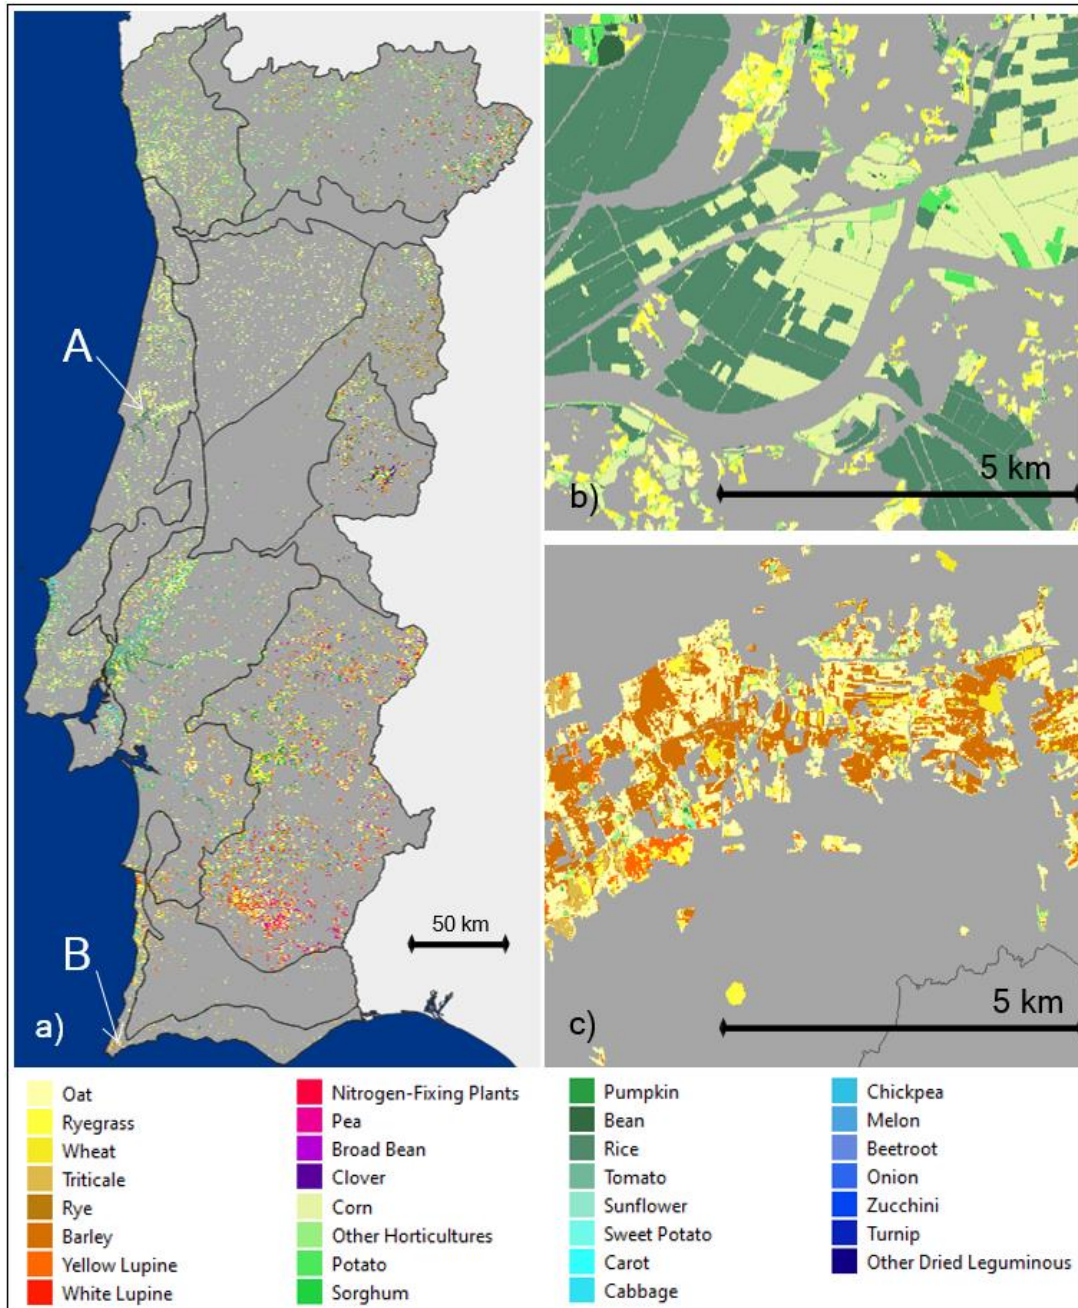 A
B
a)
50 km
b)
5 km
c)
5 km
Oat
Ryegrass
Wheat
Triticale
Rye
Barley
Yellow Lupine
White Lupine
Nitrogen-Fixing Plants
Pea
Broad Bean
Clover
Corn
Other Horticultures
Potato
Sorghum
Pumpkin
Bean
Rice
Tomato
Sunflower
Sweet Potato
Carot
Cabbage
Chickpea
Melon
Beetroot
Onion
Zucchini
Turnip
Other Dried Leguminous